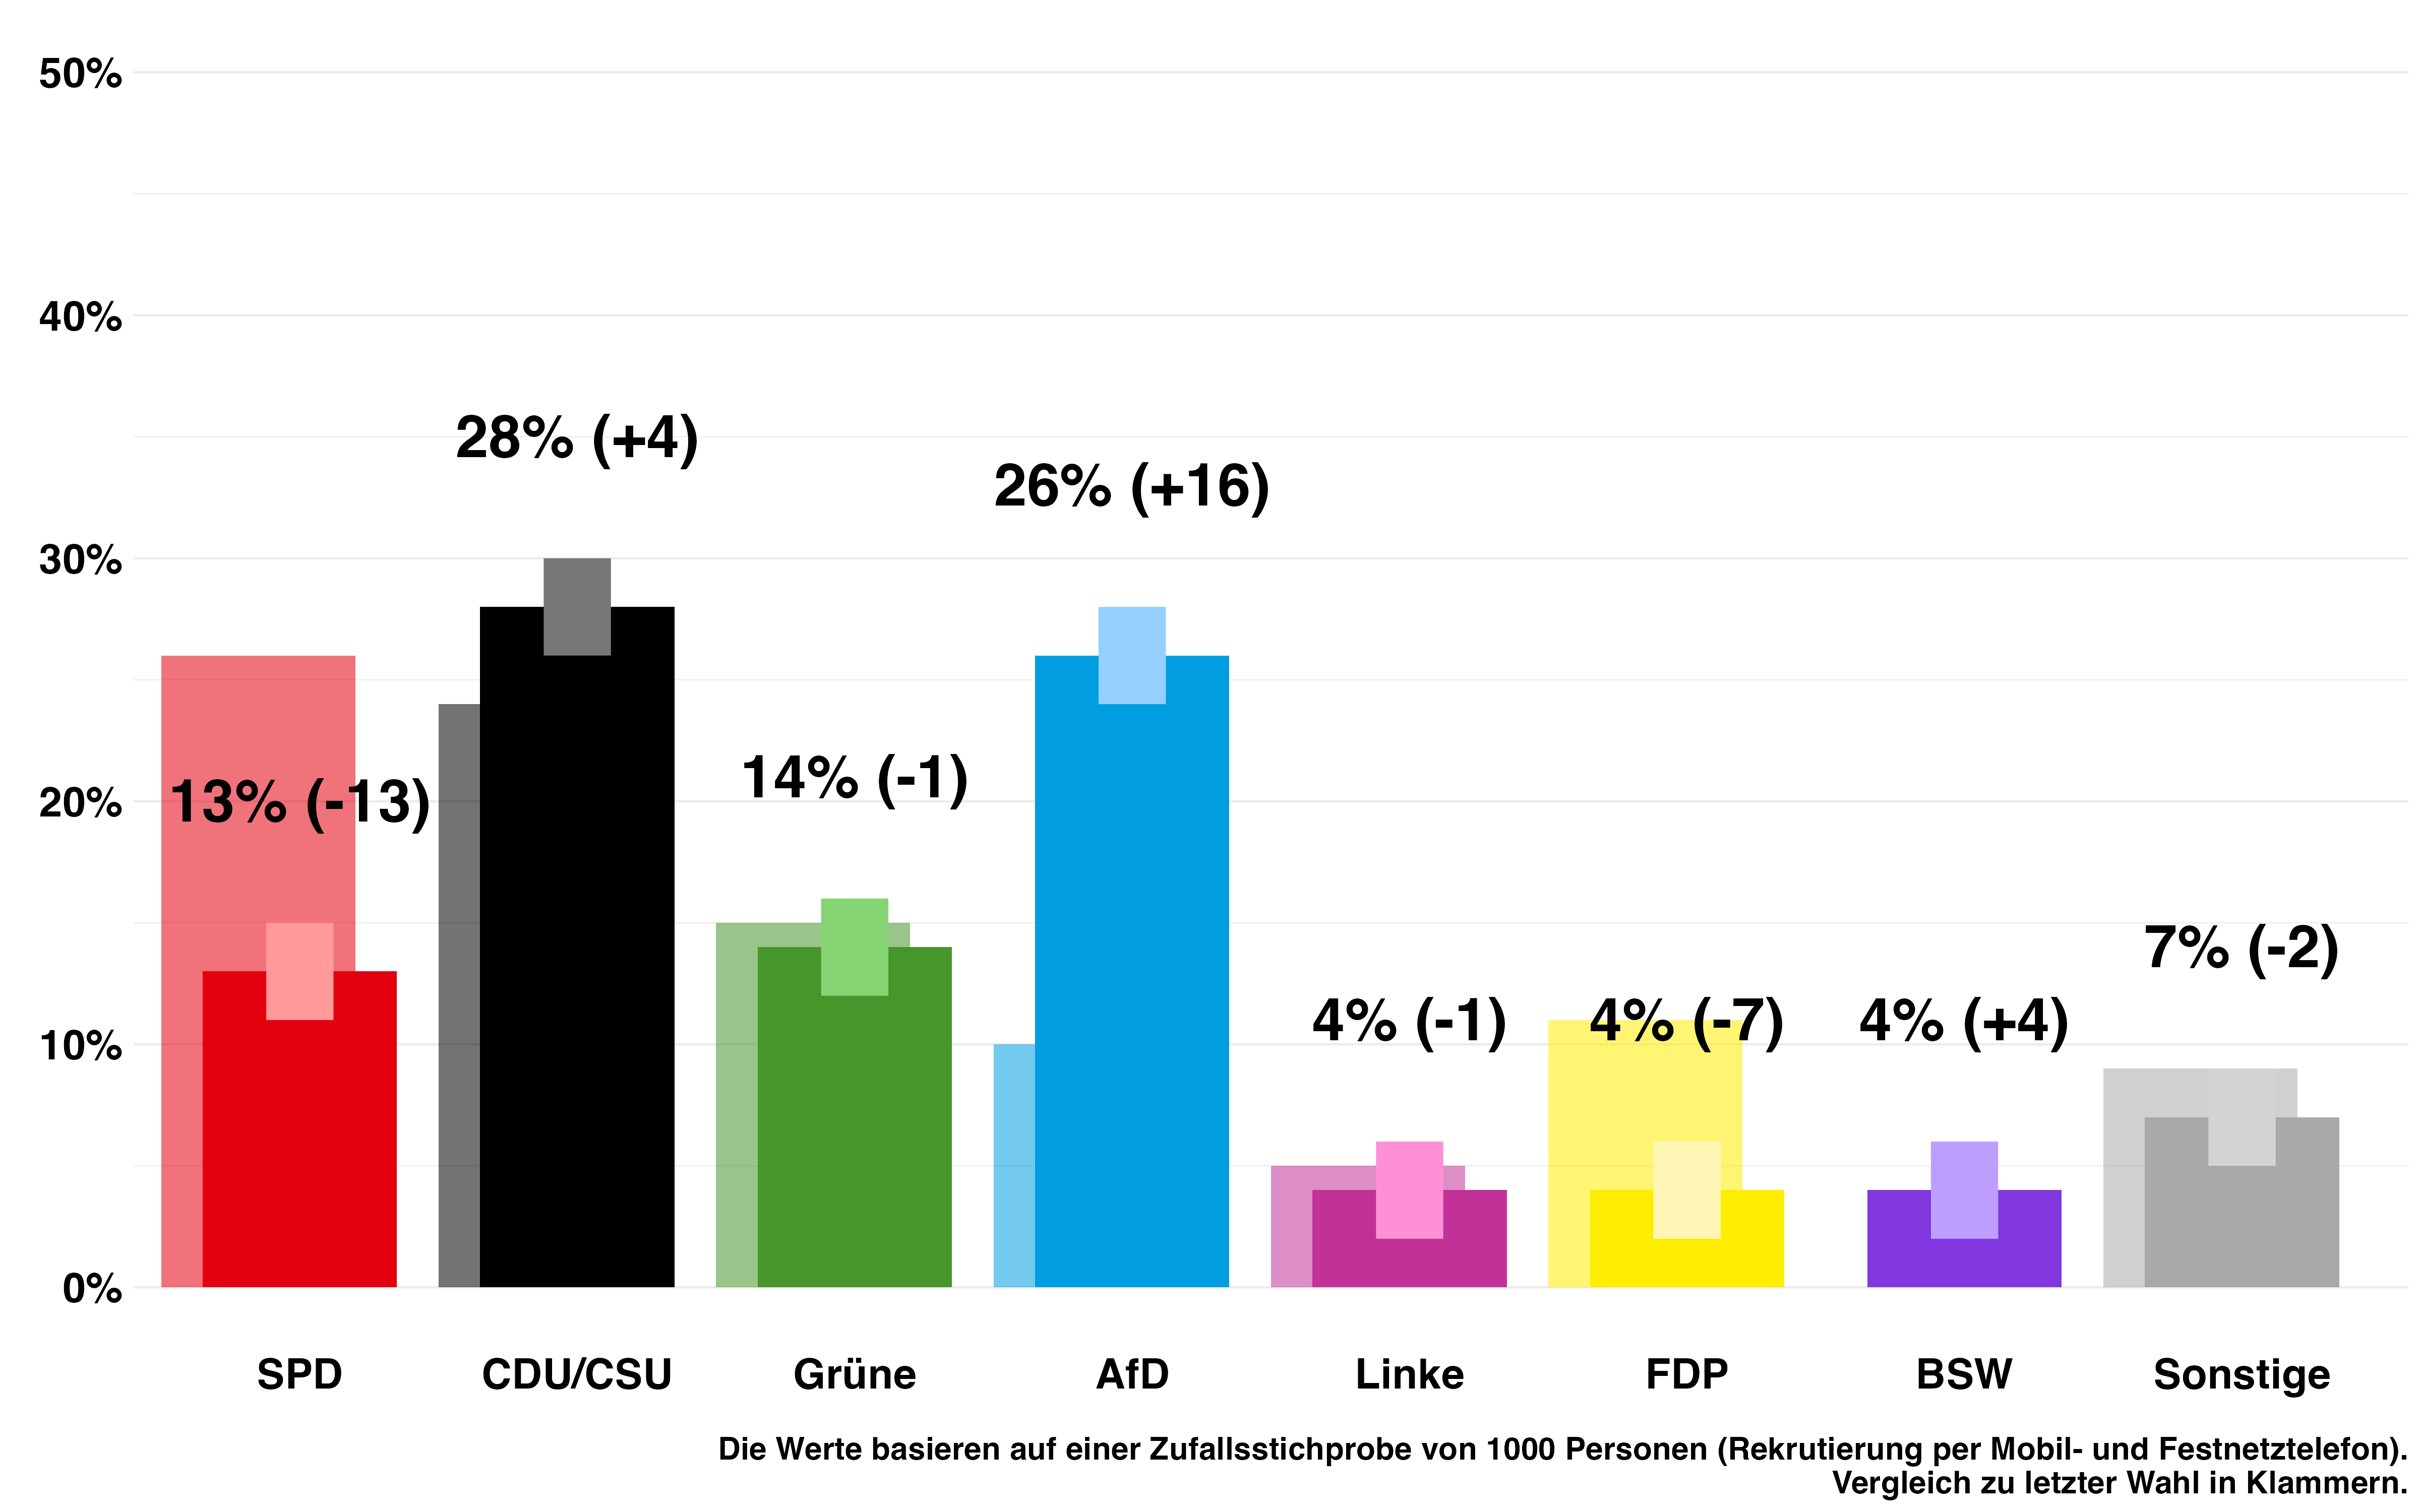 50%
40%
30%
20%
10%
0%
13% (-13)
28% (+4)
14% (-1)
26% (+16)
4% (-1)
4% (-7)
4% (+4)
7% (-2)
SPD
CDU/CSU
Grüne
AfD
Linke
FDP
BSW
Sonstige
Die Werte basieren auf einer Zufallsstichprobe von 1000 Personen (Rekrutierung per Mobil- und Festnetztelefon).
Vergleich zu letzter Wahl in Klammern.